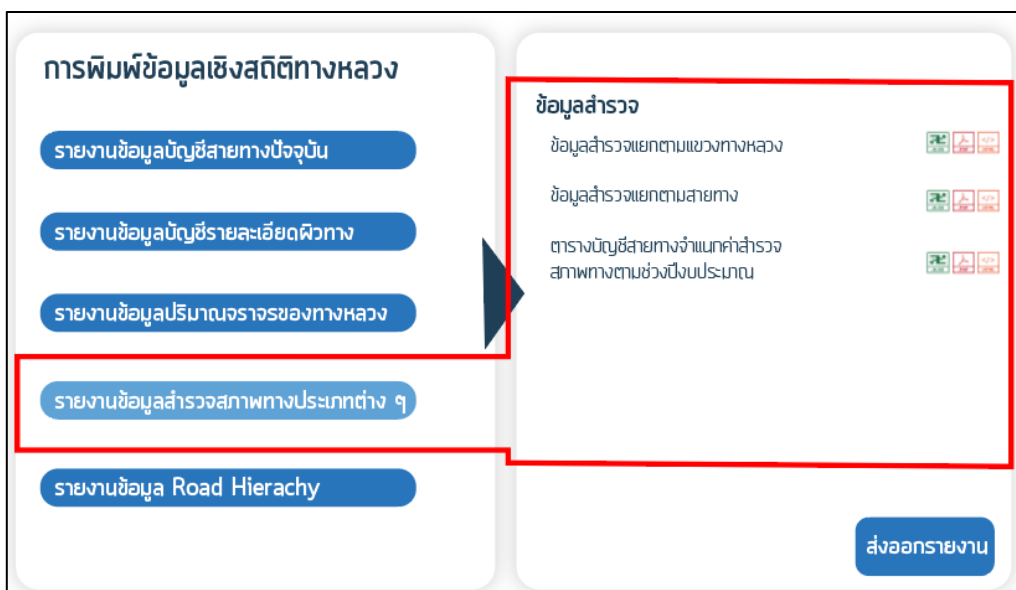 การพิมพ์ข้อมูลเชิงสถิติทางหลวง
รายงานข้อมูลบัญชีสายทางปัจจุบัน
รายงานข้อมูลบัญชีรายละเอียดผิวทาง
รายงานข้อมูลปริมาณจราจรของทางหลวง
รายงานข้อมูลสำรวจสภาพทางประเภทต่าง ๆ
รายงานข้อมูล Road Hierachy
ข้อมูลสำรวจ
ข้อมูลสำรวจแยกตามแขวงทางหลวง
ข้อมูลสำรวจแยกตามสายทาง
ตารางบัญชีสายทางจำแนกค่าสำรวจ
สภาพทางตามช่วงปีงบประมาณ
ส่งออกรายงาน